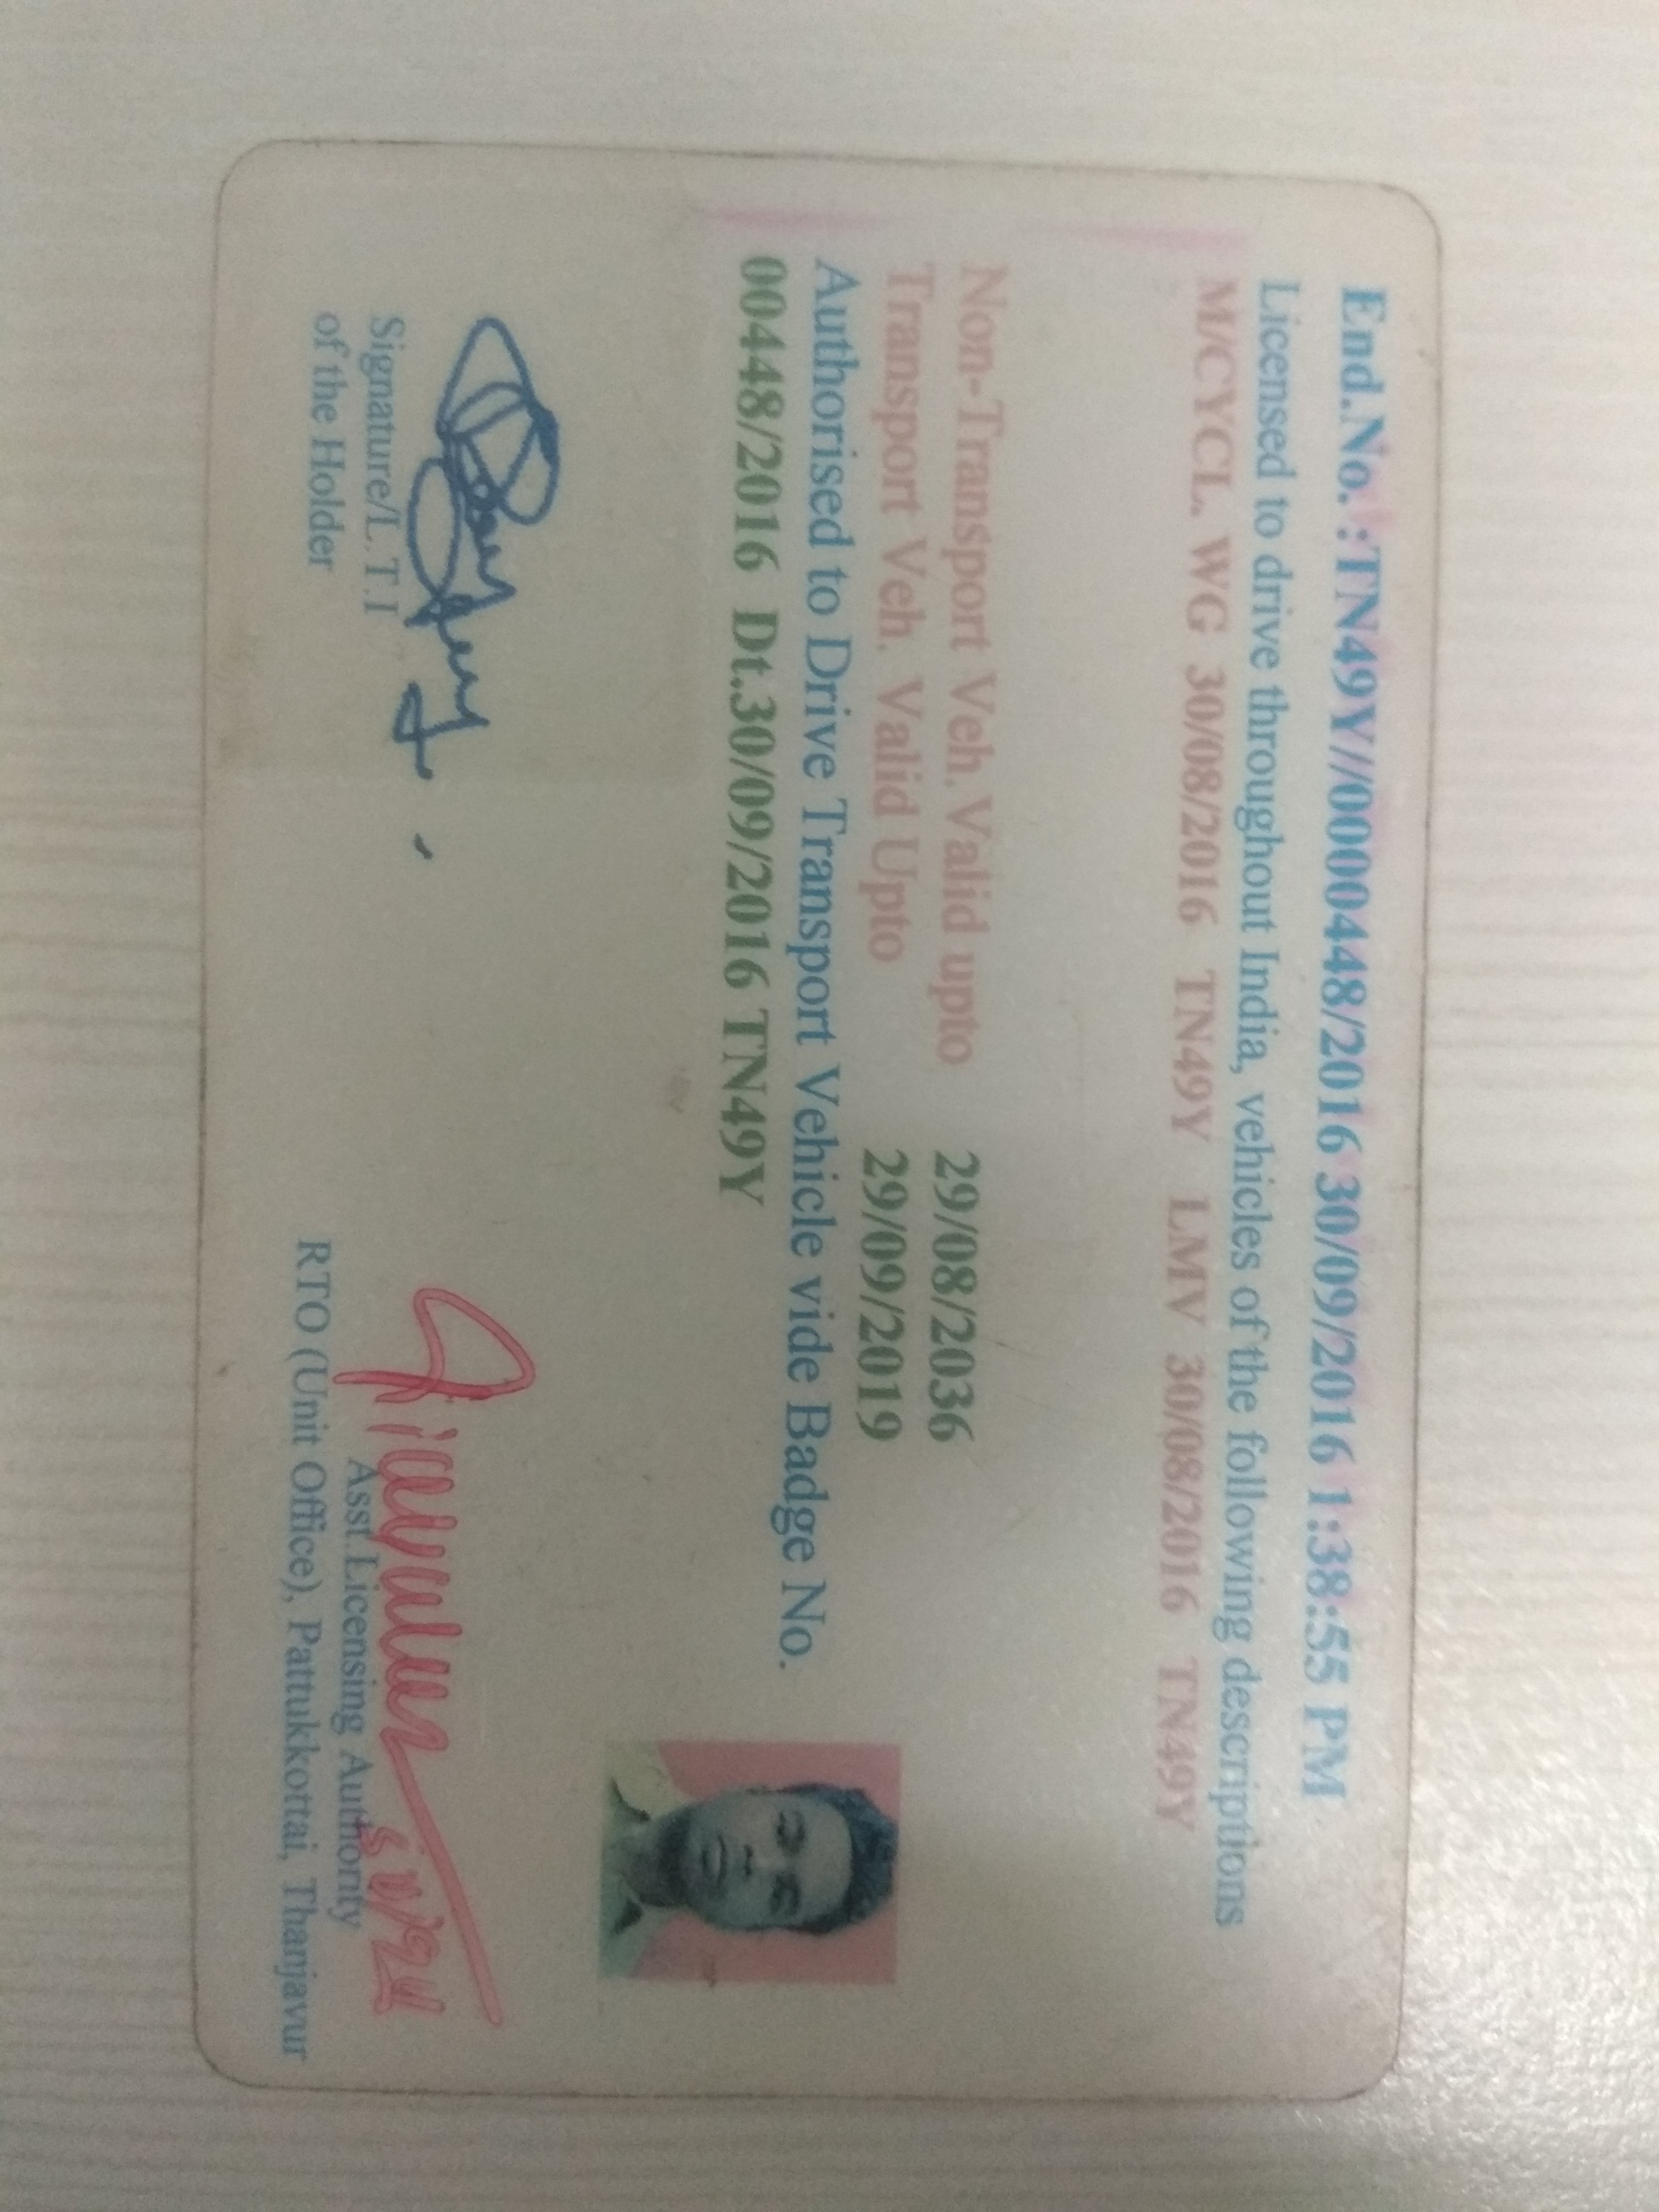 End.No. :TN49Y//0000448/2016 30/09/2016 1:38:55 PM
Licensed to drive throughout India, vehicles of the following descriptions
M/CYCL. WG 30/08/2016 TN49Y LMV 30/08/2016 TN49Y
Non-Transport Veh. Valid upto 29/08/2036
Transport Veh. Valid Upto 29/09/2019
Authorised to Drive Transport Vehicle vide Badge No.
00448/2016 Dt.30/09/2016 TN49Y
Signature/L.T.I
of the Holder
Asst.Licensing Authority
RTO (Unit Office), Pattukkottai, Thanjavur